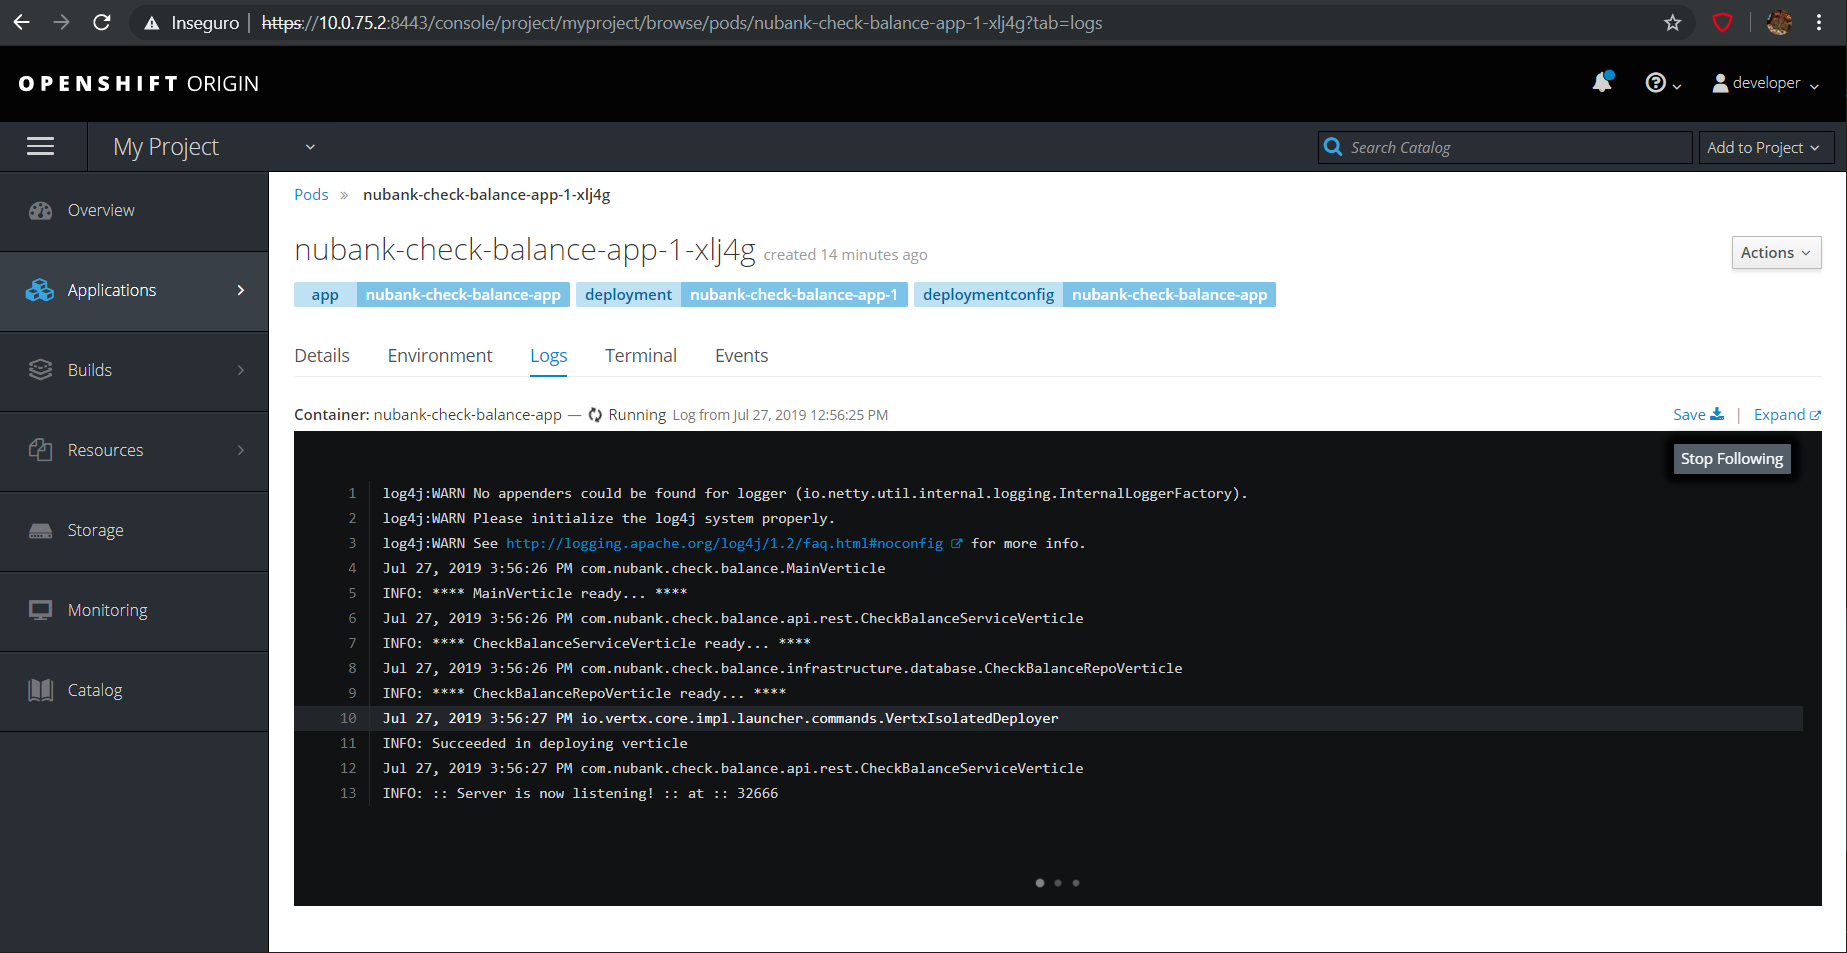 Inseguro | https://10.0.75.2:8443/console/project/myproject/browse/pods/nubank-check-balance-app-1-xlj4g?tab=logs
OPENSHIFT ORIGIN
developer
My Project
Search Catalog
Add to Project
Overview
Applications
Builds
Resources
Storage
Monitoring
Catalog
Pods » nubank-check-balance-app-1-xlj4g
nubank-check-balance-app-1-xlj4g created 14 minutes ago
Actions
app nubank-check-balance-app deployment nubank-check-balance-app-1 deploymentconfig nubank-check-balance-app
Details Environment Logs Terminal Events
Container: nubank-check-balance-app — Running Log from Jul 27, 2019 12:56:25 PM
Save | Expand
Stop Following
1 log4j:WARN No appenders could be found for logger (io.netty.util.internal.logging.InternalLoggerFactory).
2 log4j:WARN Please initialize the log4j system properly.
3 log4j:WARN See http://logging.apache.org/log4j/1.2/faq.html#noconfig for more info.
4 Jul 27, 2019 3:56:26 PM com.nubank.check.balance.MainVerticle
5 INFO: **** MainVerticle ready... ****
6 Jul 27, 2019 3:56:26 PM com.nubank.check.balance.api.rest.CheckBalanceServiceVerticle
7 INFO: **** CheckBalanceServiceVerticle ready... ****
8 Jul 27, 2019 3:56:26 PM com.nubank.check.balance.infrastructure.database.CheckBalanceRepoVerticle
9 INFO: **** CheckBalanceRepoVerticle ready... ****
10 Jul 27, 2019 3:56:27 PM io.vertx.core.impl.launcher.commands.VertxIsolatedDeployer
11 INFO: Succeeded in deploying verticle
12 Jul 27, 2019 3:56:27 PM com.nubank.check.balance.api.rest.CheckBalanceServiceVerticle
13 INFO: :: Server is now listening! :: at :: 32666